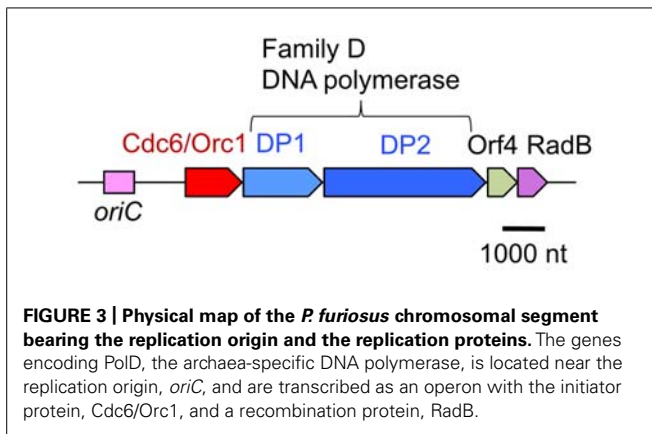 Family D
DNA polymerase
Cdc6/Orc1 DP1 DP2 Orf4 RadB
oriC
1000 nt
FIGURE 3 | Physical map of the P. furiosus chromosomal segment
bearing the replication origin and the replication proteins. The genes
encoding PolD, the archaea-specific DNA polymerase, is located near the
replication origin, oriC, and are transcribed as an operon with the initiator
protein, Cdc6/Orc1, and a recombination protein, RadB.